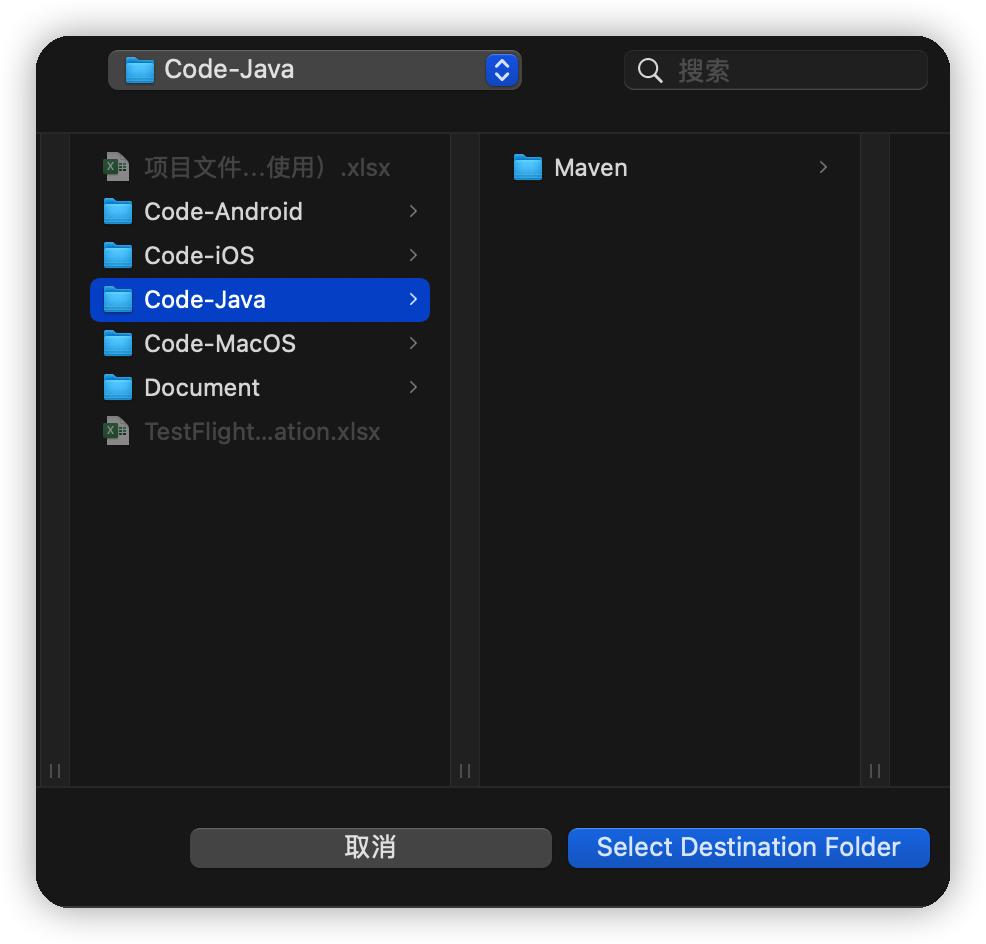 Code-Java
搜索
项目文件...使用）.xlsx
Code-Android
Code-iOS
Code-Java
Code-MacOS
Document
TestFlight...ation.xlsx
Maven
取消
Select Destination Folder